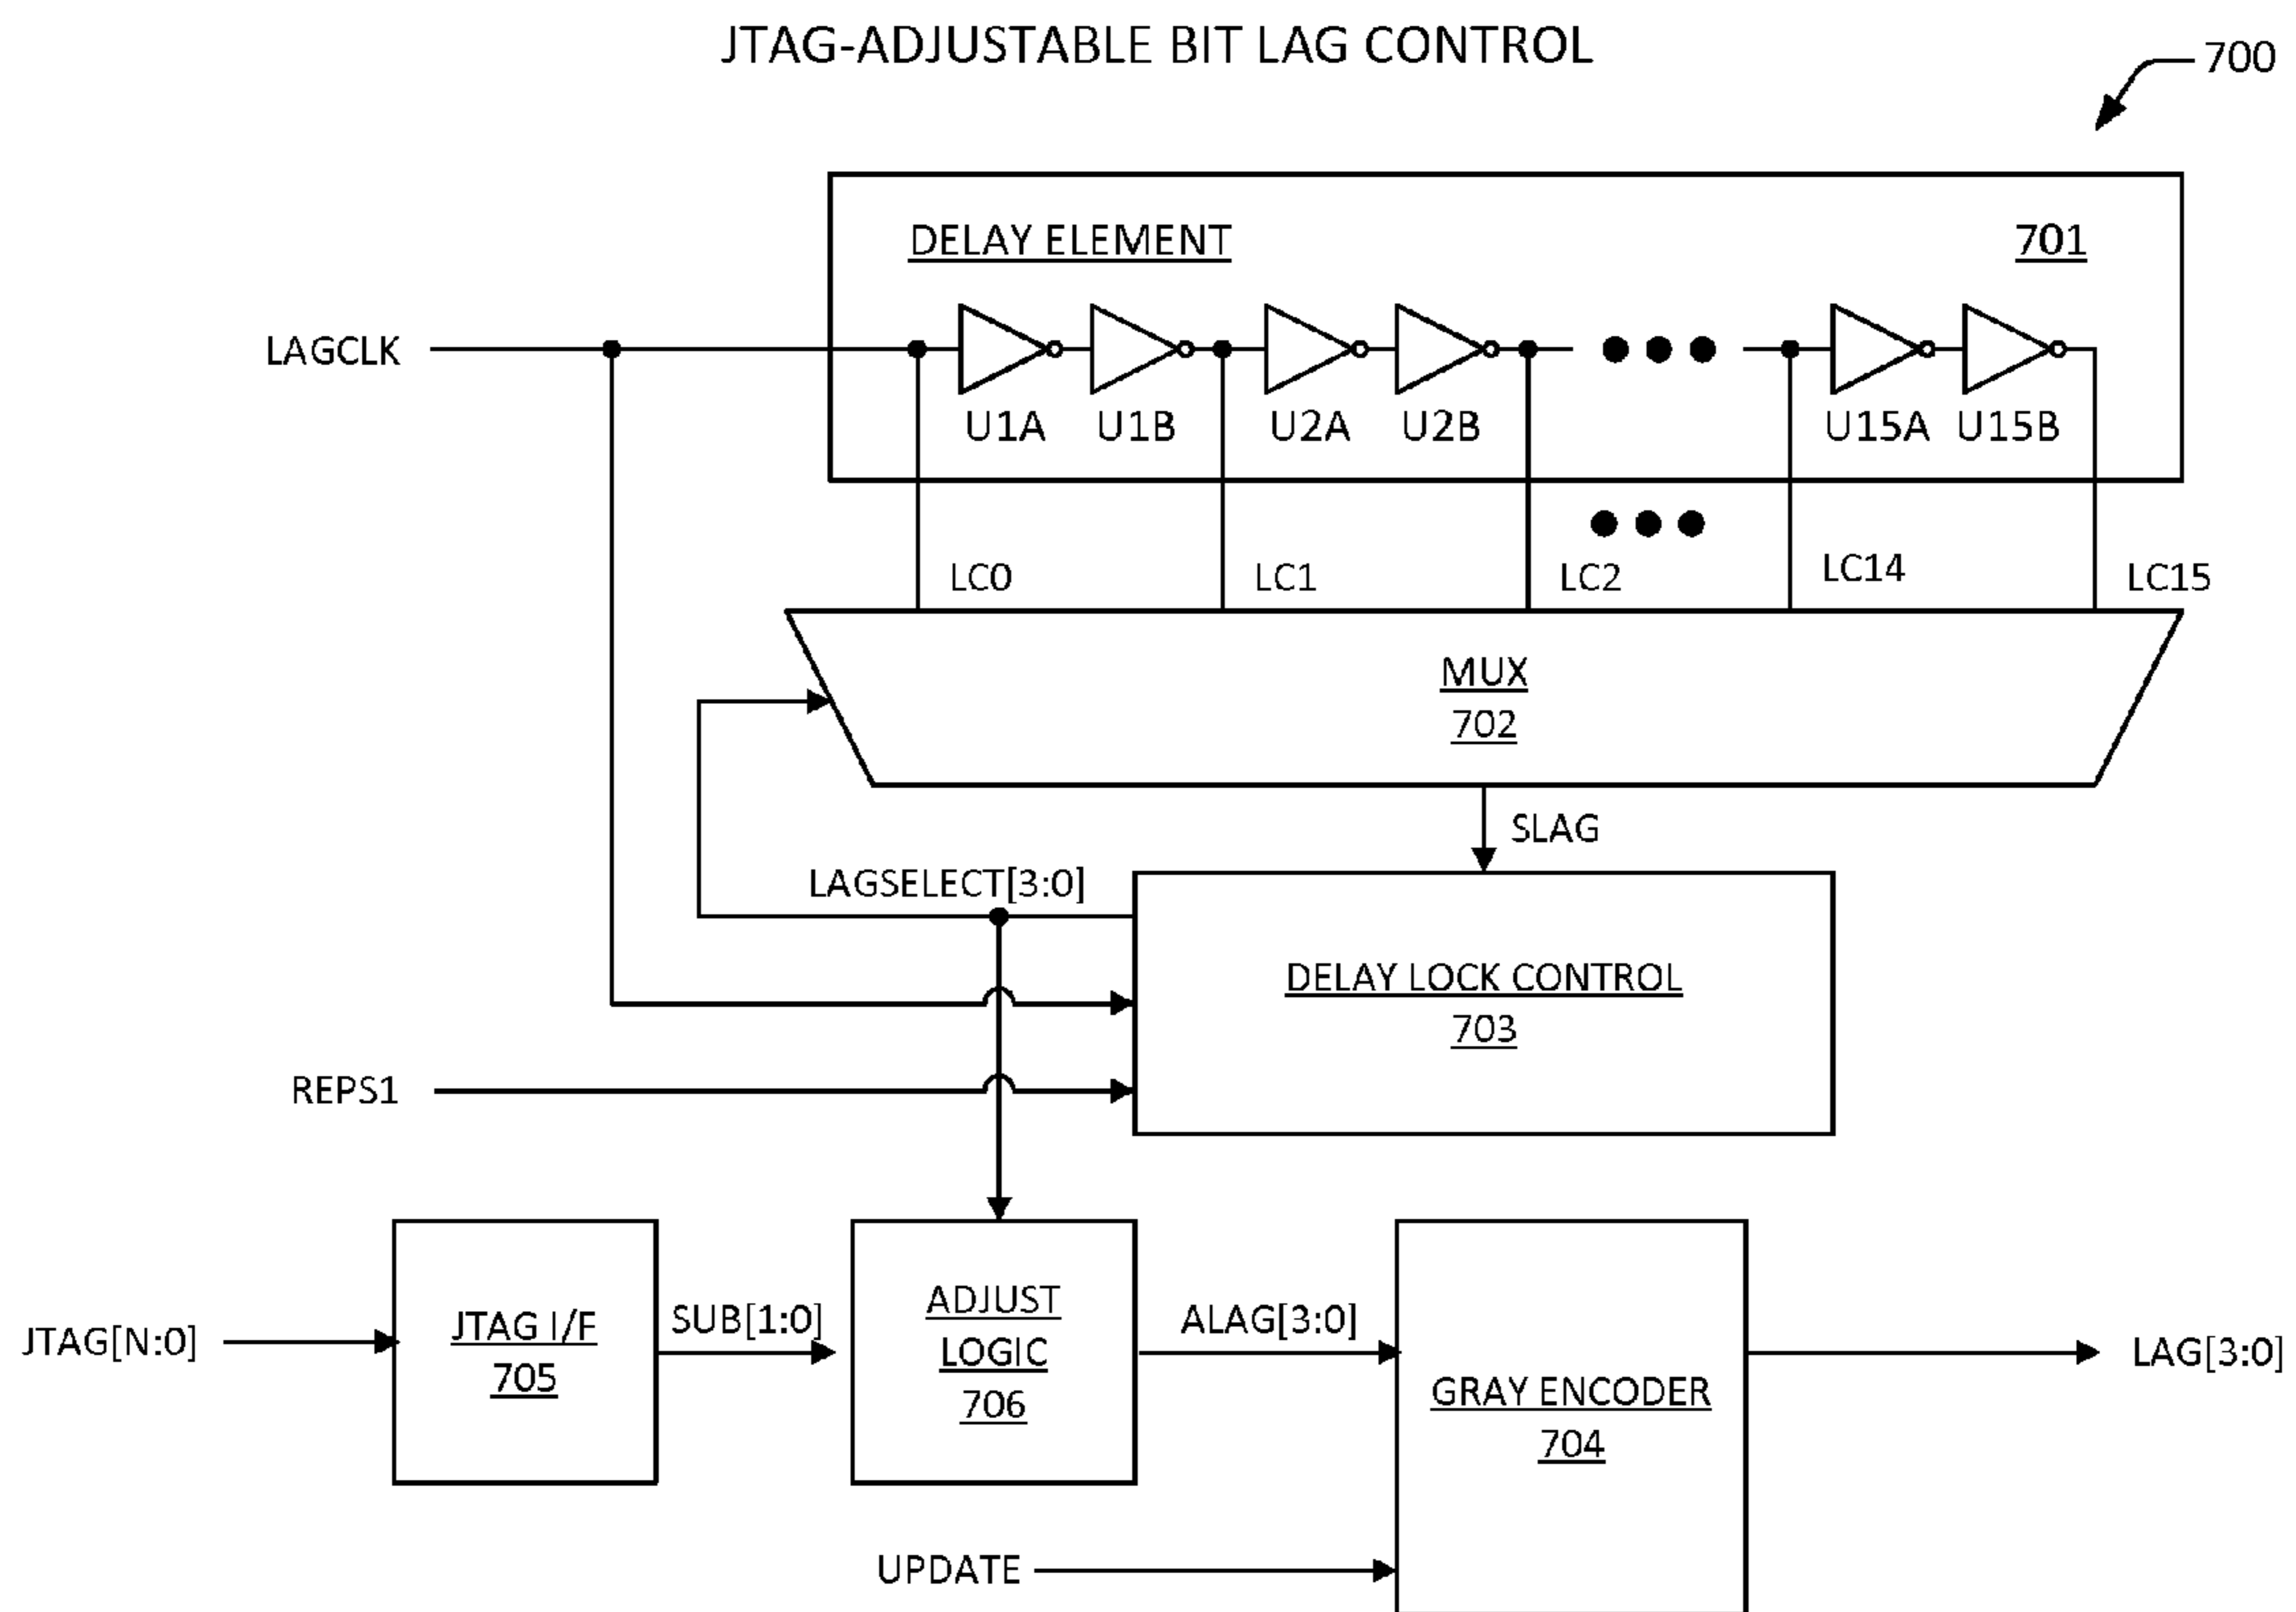 JTAG-ADJUSTABLE BIT LAG CONTROL
700
DELAY ELEMENT
701
LAGCLK
U1A
U1B
U2A
U2B
U15A
U15B
LC0
LC1
LC2
LC14
LC15
MUX
702
SLAG
LAGSELECT[3:0]
DELAY LOCK CONTROL
703
REPS1
JTAG[N:0]
JTAG I/F
705
SUB[1:0]
ADJUST
LOGIC
706
ALAG[3:0]
GRAY ENCODER
704
LAG[3:0]
UPDATE